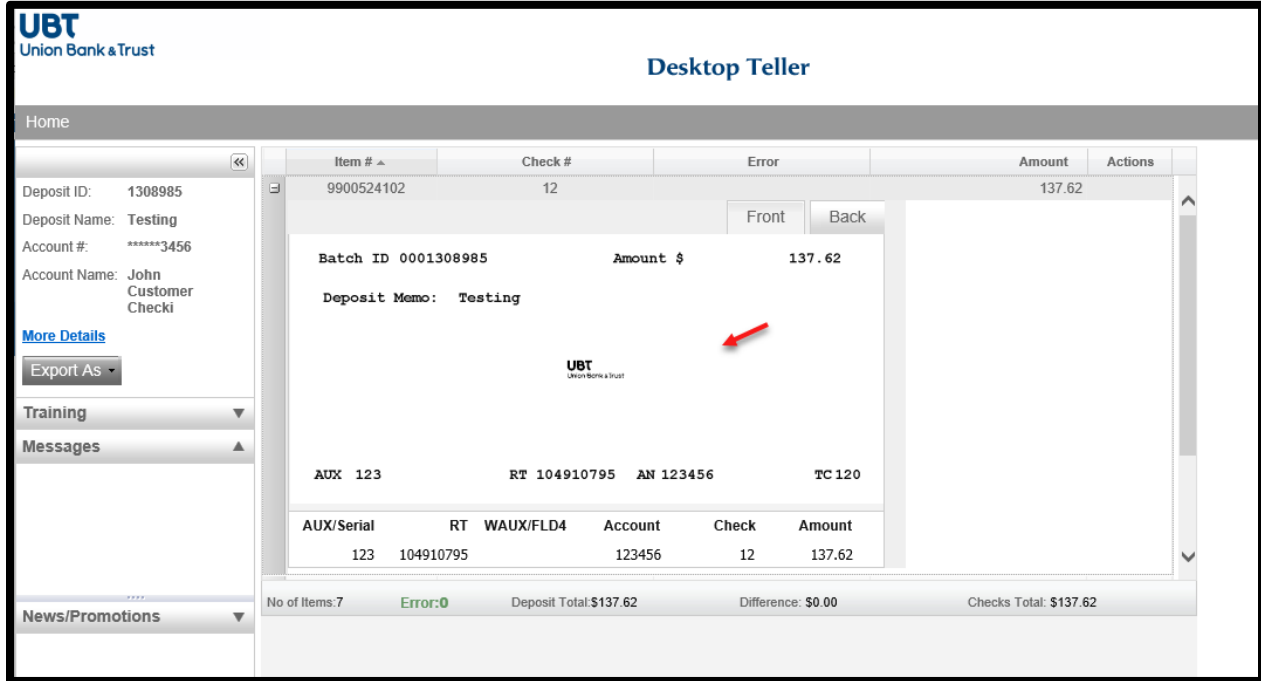 UBT
Union Bank & Trust
Desktop Teller
Home
Item # Check # Error Amount Actions
Deposit ID: 1308985
Deposit Name: Testing
Account #: ******3456
Account Name: John
Customer
Checki
More Details
Export As
Training
Messages
News/Promotions
9900524102 12 137.62
Front Back
Batch ID 0001308985 Amount $ 137.62
Deposit Memo: Testing
UBT
Union Bank & Trust
AUX 123 RT 104910795 AN 123456 TC 120
AUX/Serial RT WAUX/FLD4 Account Check Amount
123 104910795 123456 12 137.62
No of Items:7 Error:0 Deposit Total:$137.62 Difference: $0.00 Checks Total: $137.62